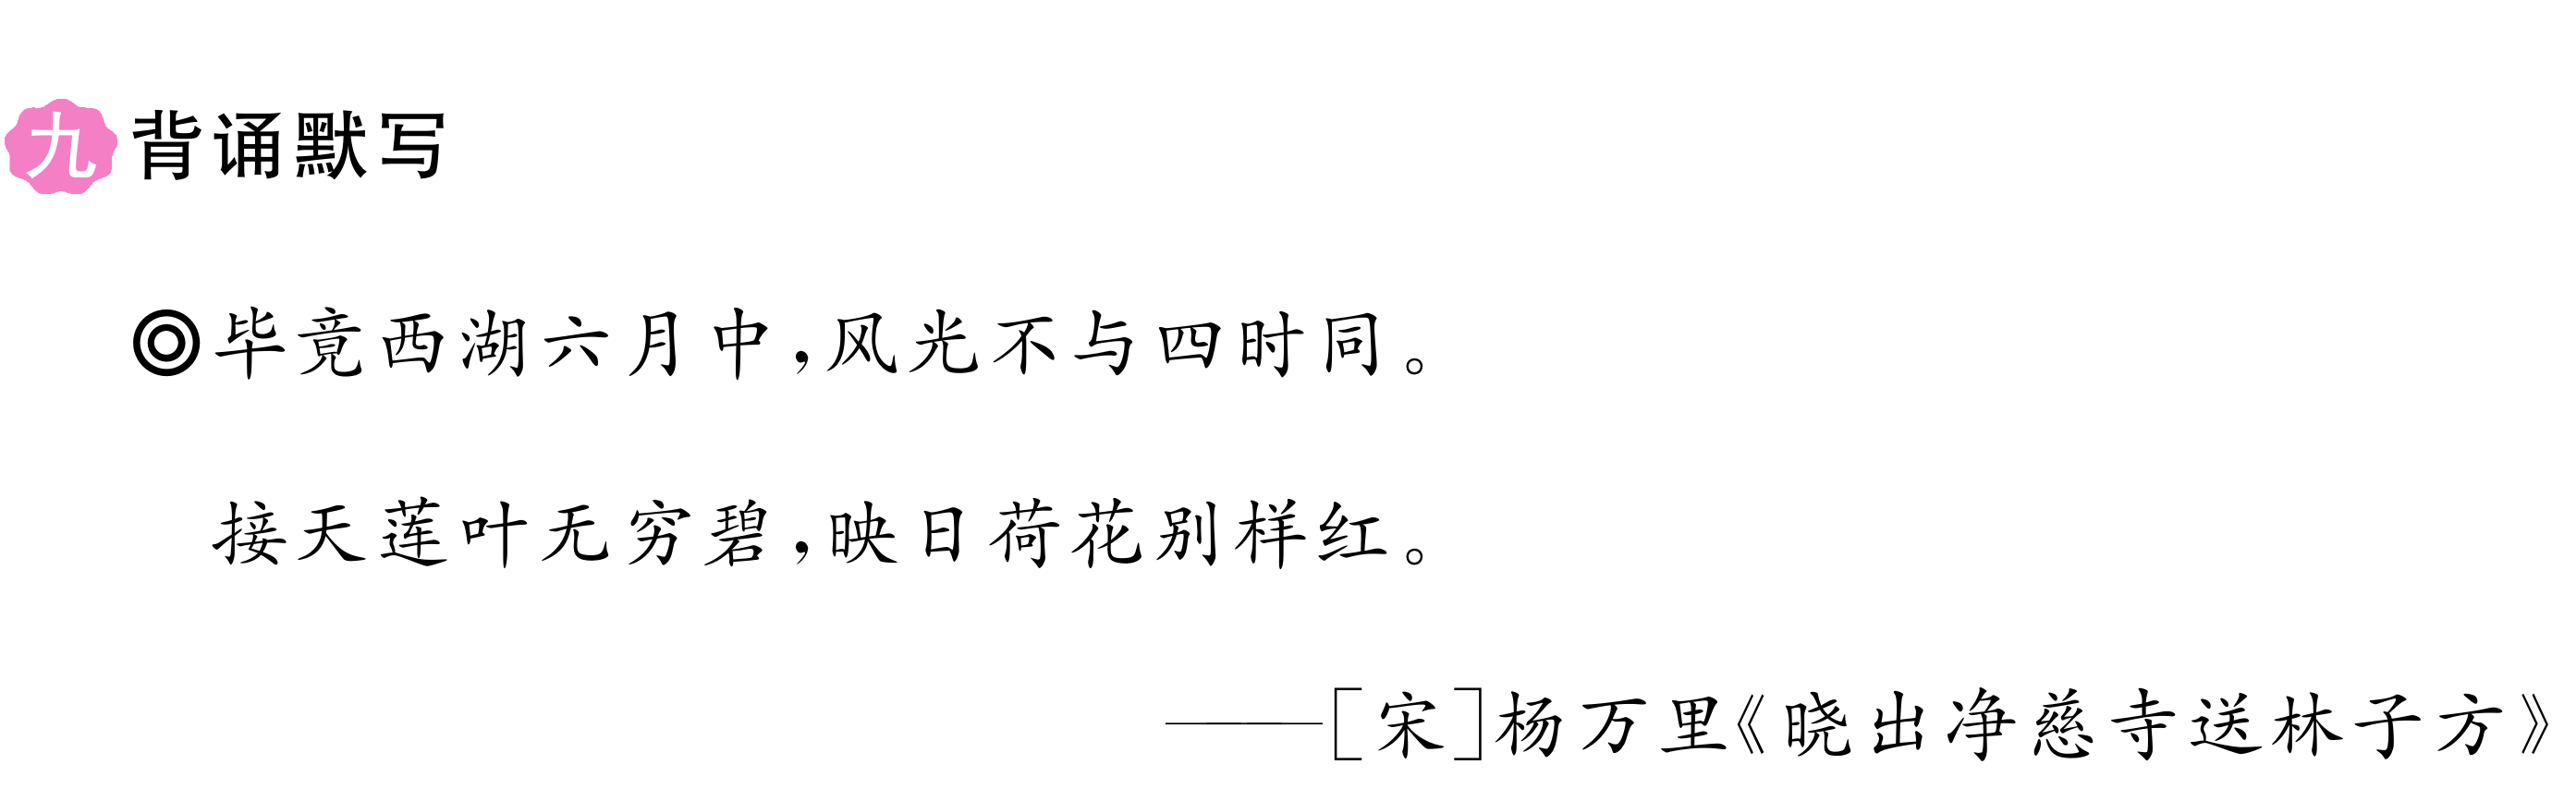 九 背诵默写
◎毕竟西湖六月中,风光不与四时同。
接天莲叶无穷碧,映日荷花别样红。
——[宋]杨万里《晓出净慈寺送林子方》